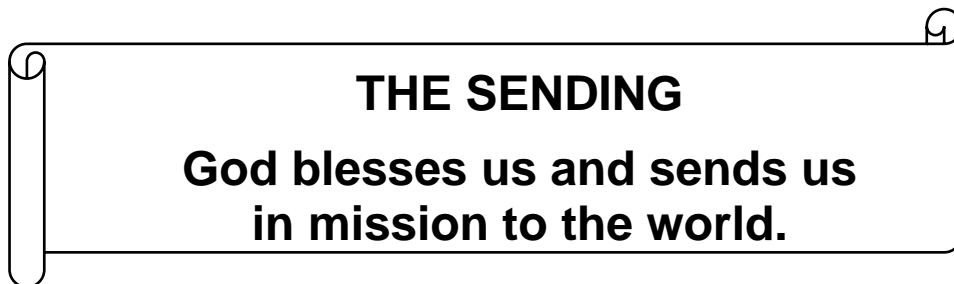 THE SENDING
God blesses us and sends us
in mission to the world.